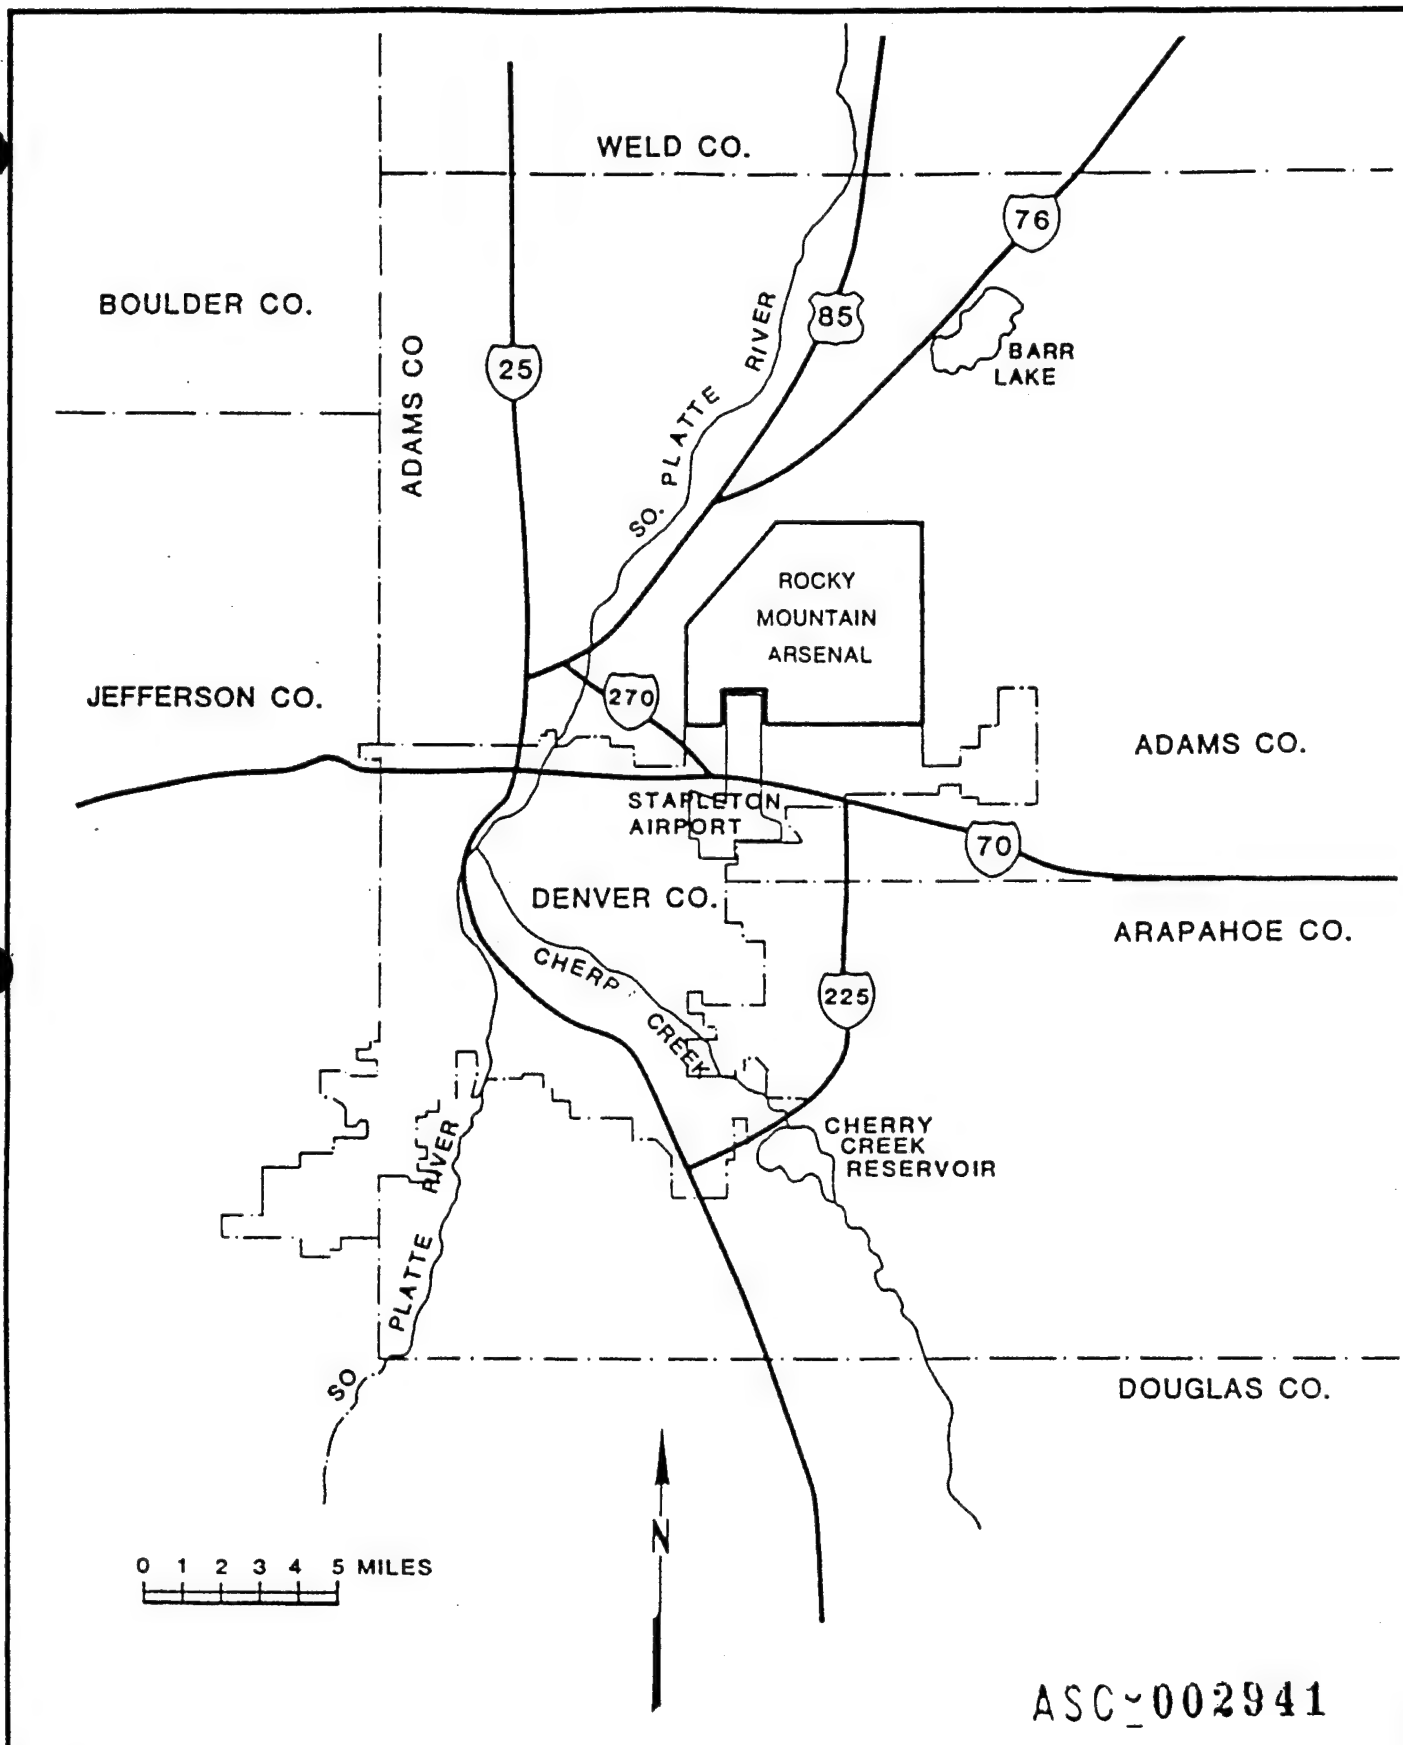 WELD CO.
76
BOULDER CO.
85
SO. PLATTE RIVER
25
ADAMS CO
BARR
LAKE
ROCKY
MOUNTAIN
ARSENAL
JEFFERSON CO.
270
ADAMS CO.
STAPLETON
AIRPORT
70
DENVER CO.
ARAPAHOE CO.
CHERP
CREEK
225
CHERRY
CREEK
RESERVOIR
SO PLATTE RIVER
DOUGLAS CO.
N
0 1 2 3 4 5 MILES
ASC-002941